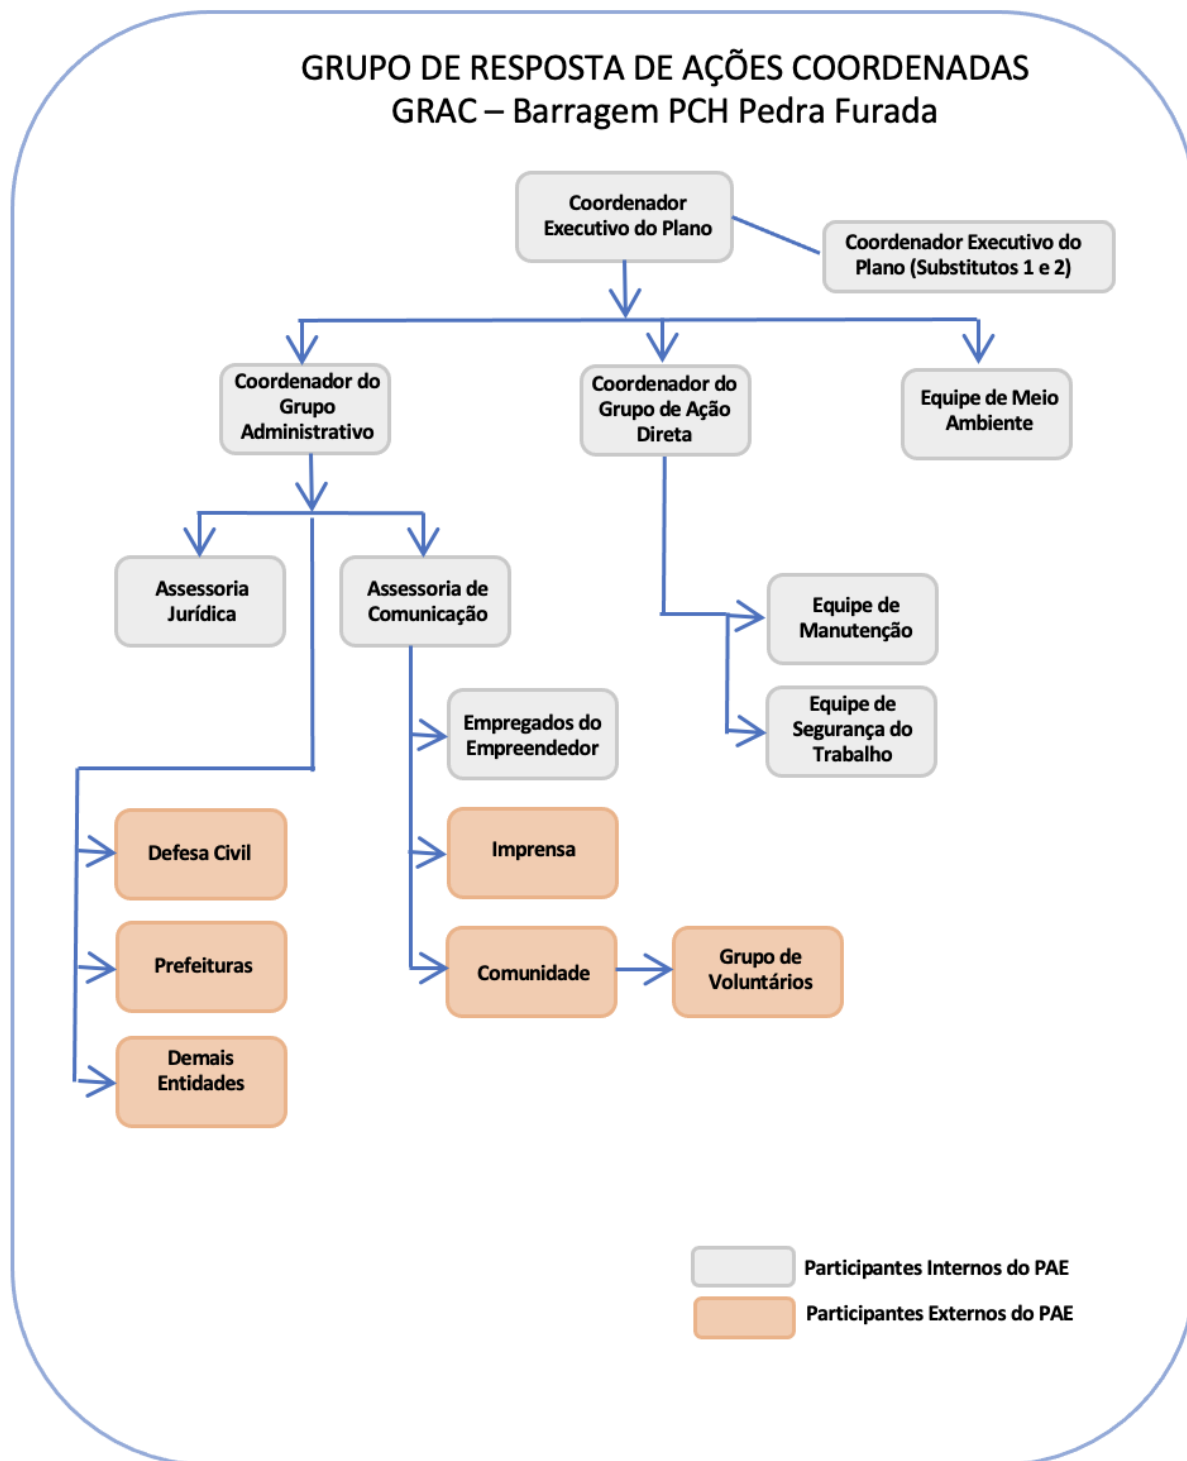 GRUPO DE RESPOSTA DE AÇÕES COORDENADAS
GRAC – Barragem PCH Pedra Furada
Coordenador
Executivo do Plano
Coordenador Executivo do
Plano (Substitutos 1 e 2)
Coordenador do
Grupo
Administrativo
Coordenador do
Grupo de Ação
Direta
Equipe de Meio
Ambiente
Assessoria
Jurídica
Assessoria de
Comunicação
Equipe de
Manutenção
Empregados do
Empreendedor
Equipe de
Segurança do
Trabalho
Defesa Civil
Imprensa
Prefeituras
Comunidade
Grupo de
Voluntários
Demais
Entidades
Participantes Internos do PAE
Participantes Externos do PAE